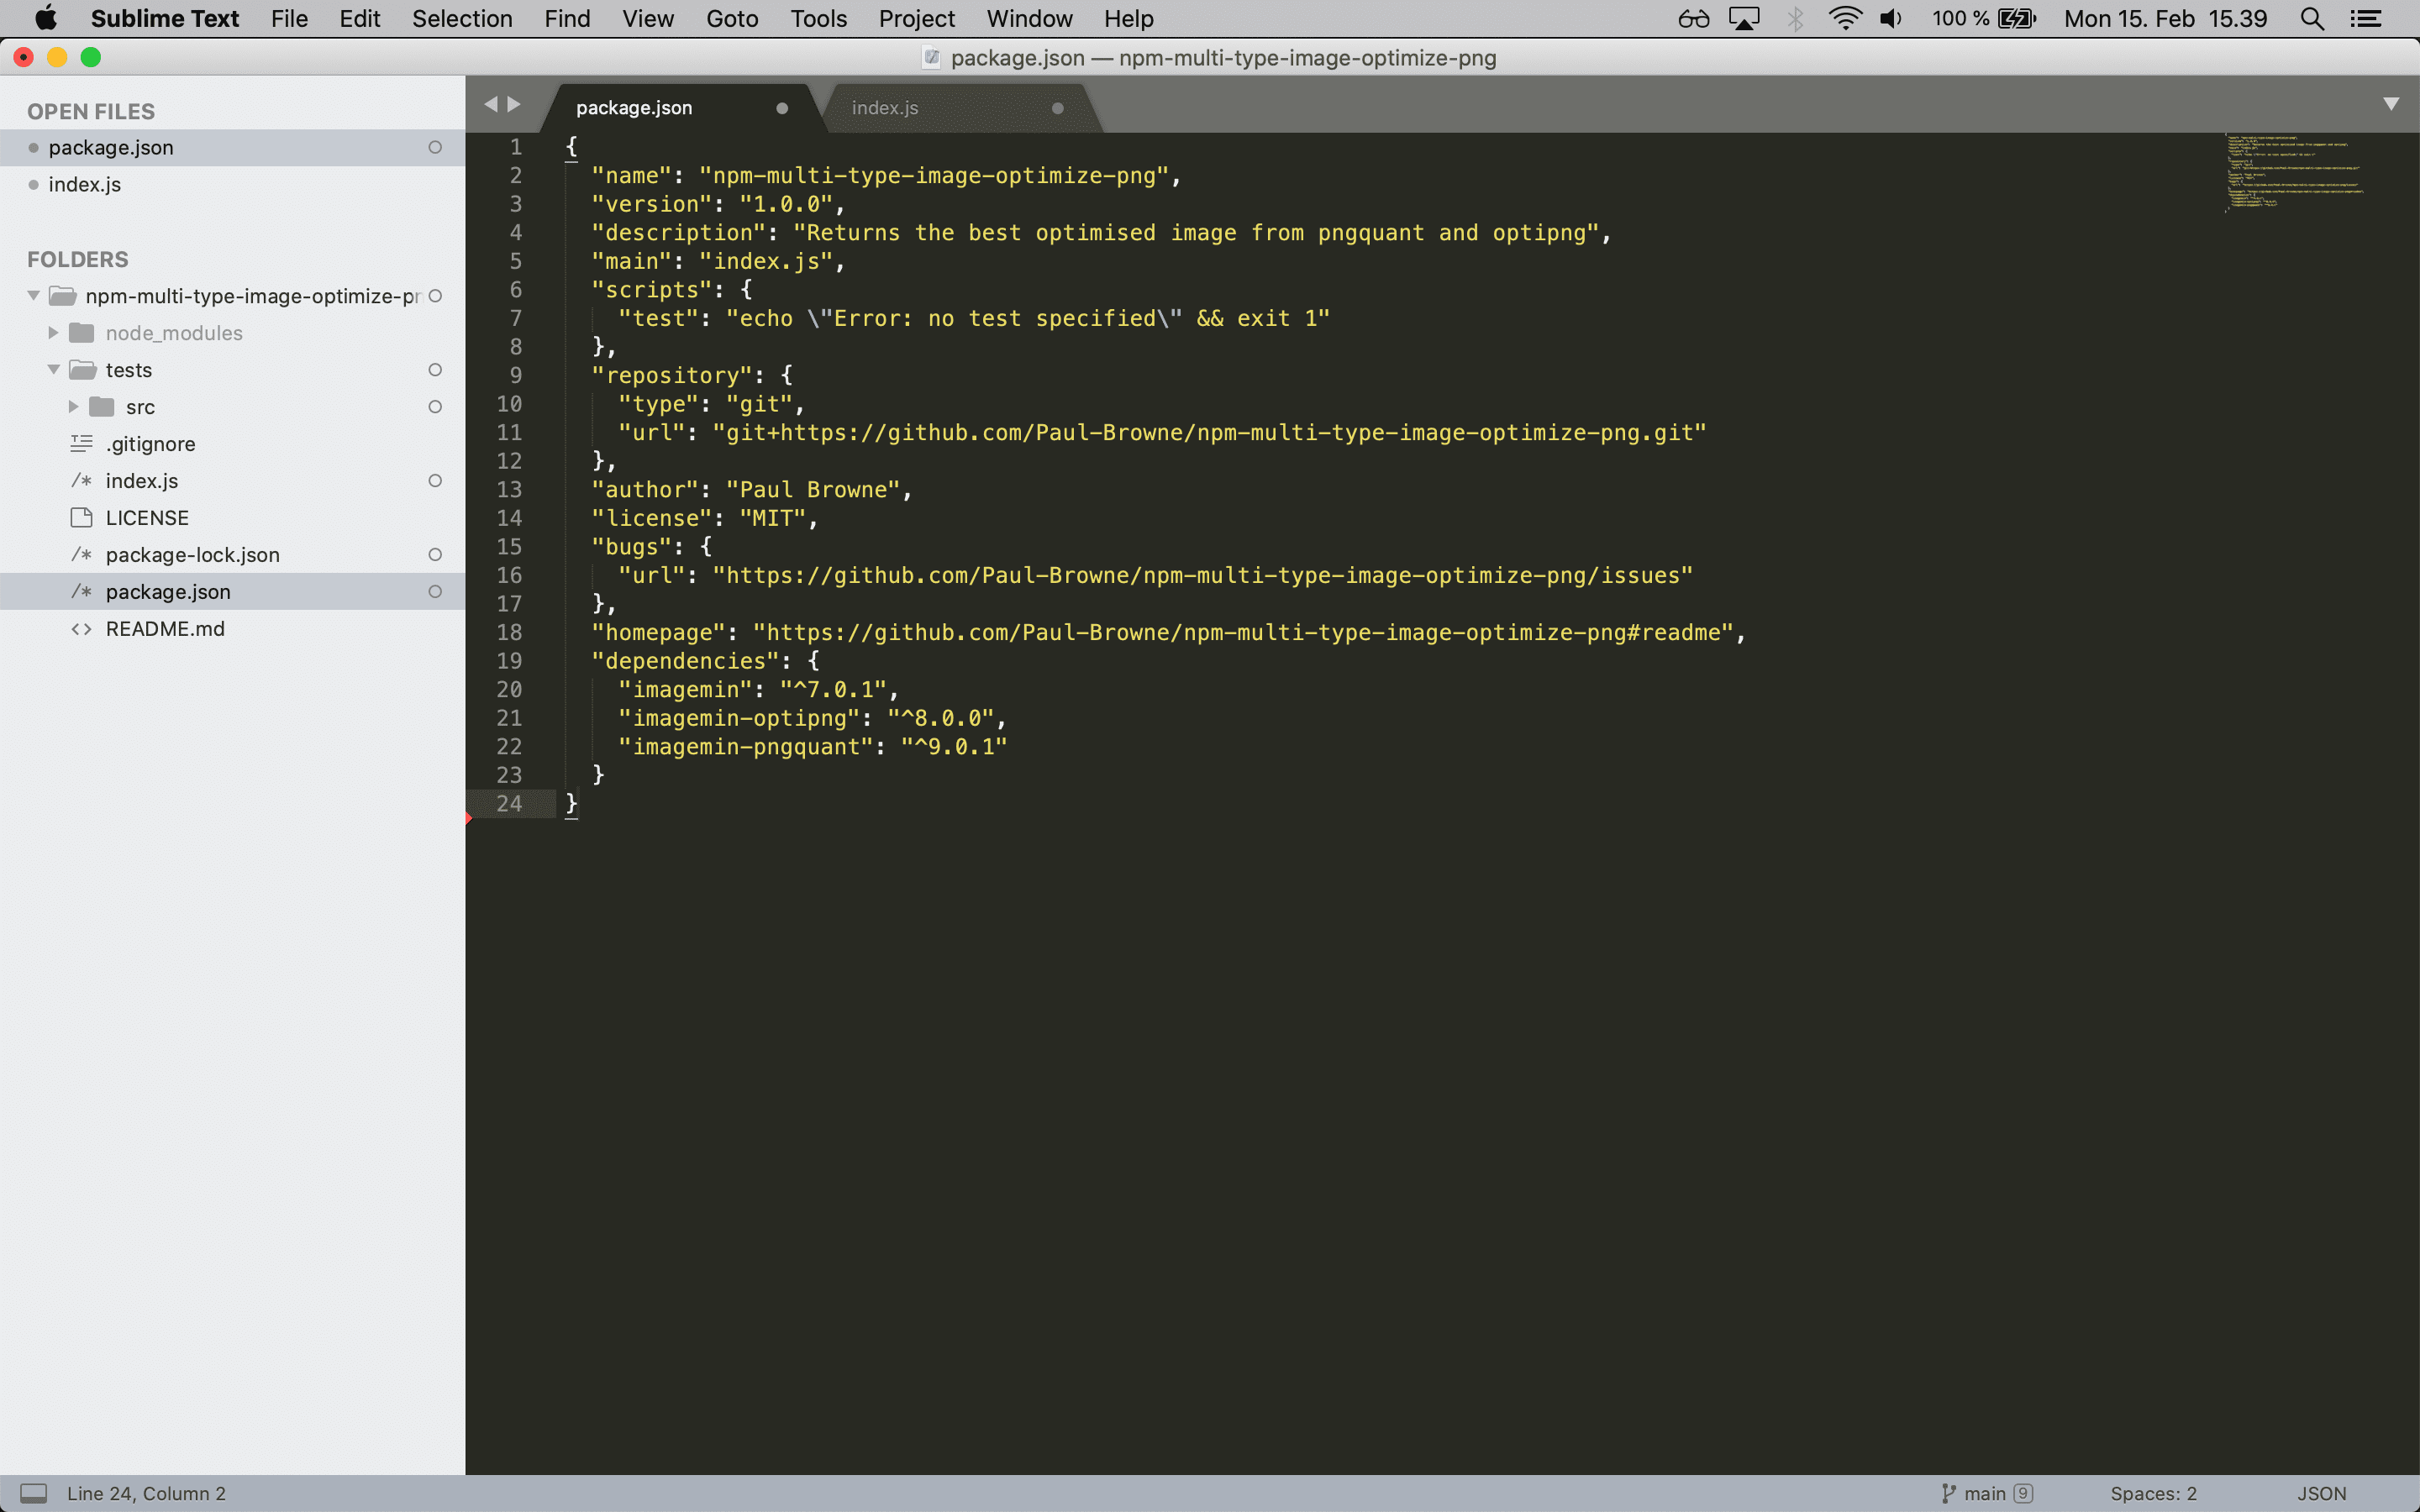 Sublime Text File Edit Selection Find View Goto Tools Project Window Help 100 % Mon 15. Feb 15.39
package.json — npm-multi-type-image-optimize-png
OPEN FILES
package.json
index.js
FOLDERS
npm-multi-type-image-optimize-pn
node_modules
tests
src
.gitignore
/* index.js
LICENSE
/* package-lock.json
/* package.json
<> README.md
package.json index.js
1 {
2 "name": "npm-multi-type-image-optimize-png",
3 "version": "1.0.0",
4 "description": "Returns the best optimised image from pngquant and optipng",
5 "main": "index.js",
6 "scripts": {
7 "test": "echo \"Error: no test specified\" && exit 1"
8 },
9 "repository": {
10 "type": "git",
11 "url": "git+https://github.com/Paul-Browne/npm-multi-type-image-optimize-png.git"
12 },
13 "author": "Paul Browne",
14 "license": "MIT",
15 "bugs": {
16 "url": "https://github.com/Paul-Browne/npm-multi-type-image-optimize-png/issues"
17 },
18 "homepage": "https://github.com/Paul-Browne/npm-multi-type-image-optimize-png#readme",
19 "dependencies": {
20 "imagemin": "^7.0.1",
21 "imagemin-optipng": "^8.0.0",
22 "imagemin-pngquant": "^9.0.1"
23 }
24 }
Line 24, Column 2 main 9 Spaces: 2 JSON